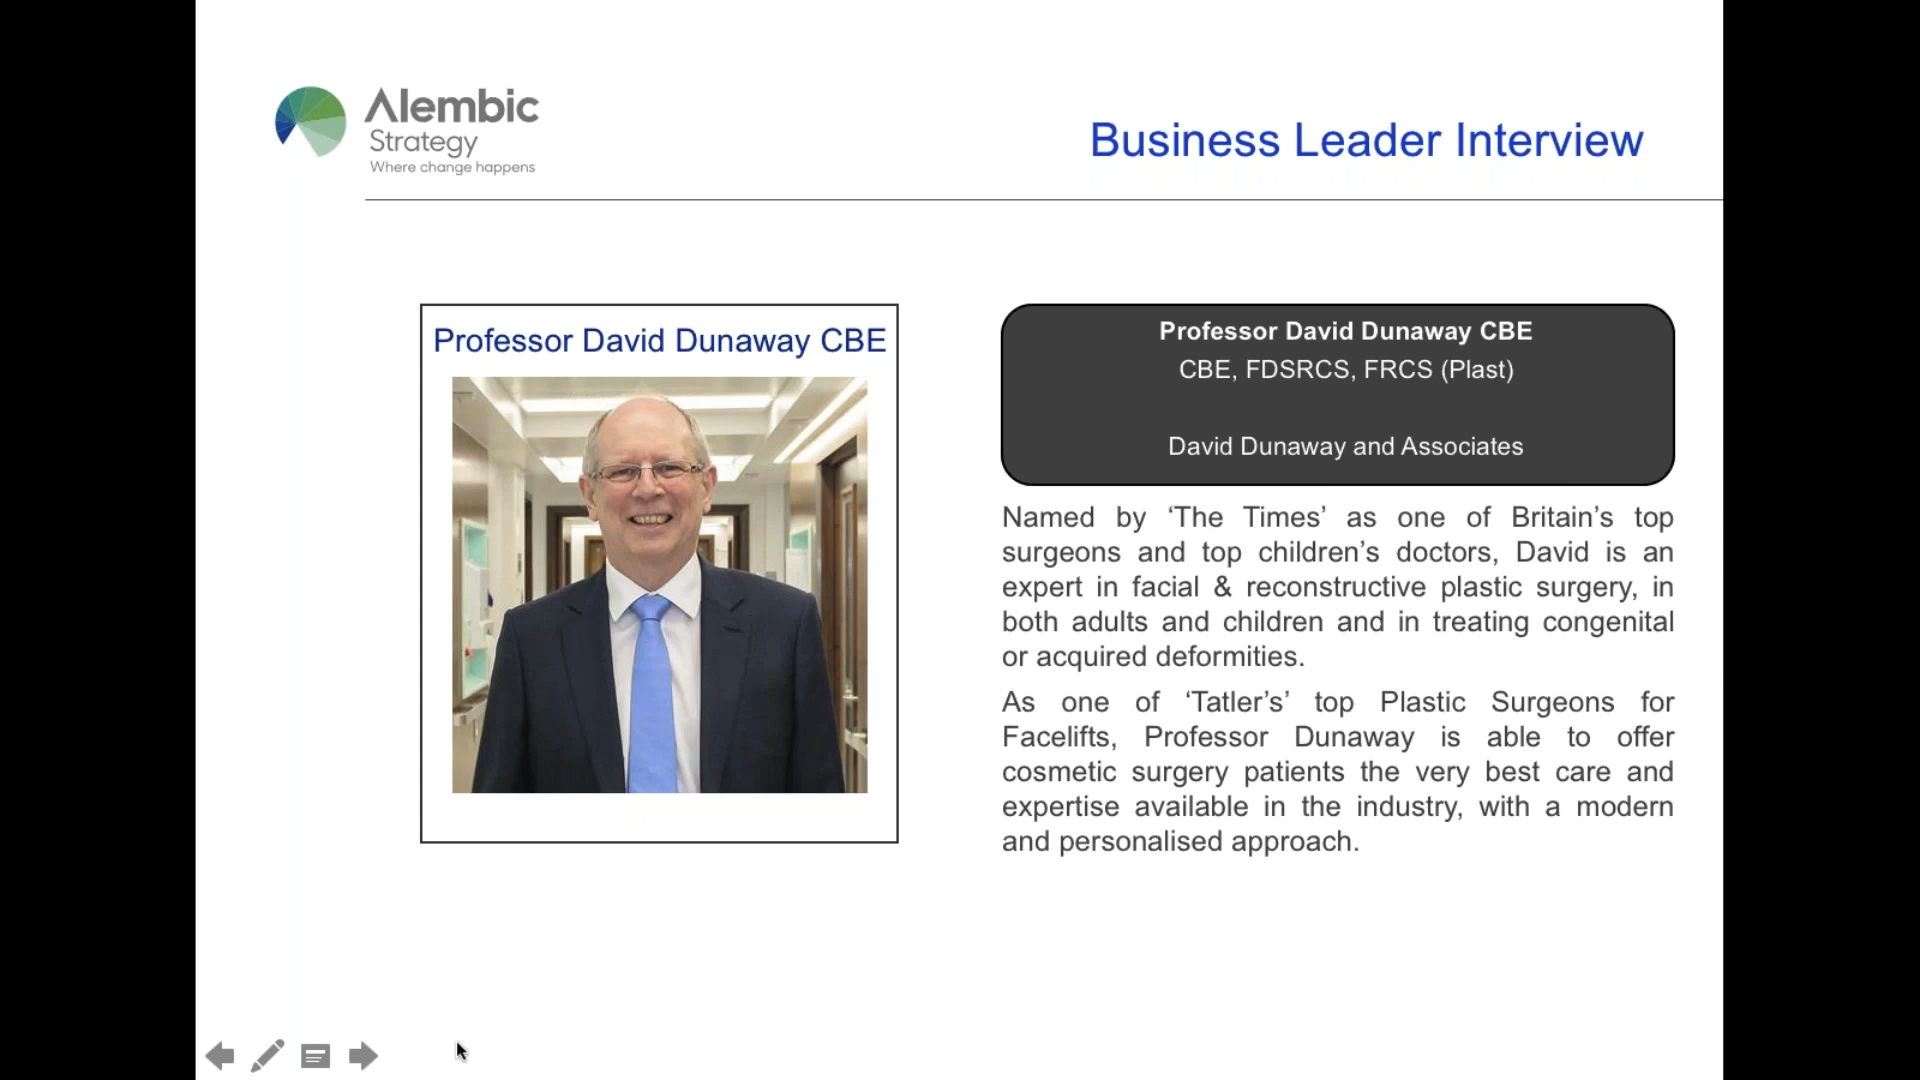 Alembic
Strategy
Where change happens
Business Leader Interview
Professor David Dunaway CBE
Professor David Dunaway CBE
CBE, FDSRCS, FRCS (Plast)
David Dunaway and Associates
Named by ‘The Times’ as one of Britain’s top
surgeons and top children’s doctors, David is an
expert in facial & reconstructive plastic surgery, in
both adults and children and in treating congenital
or acquired deformities.
As one of ‘Tatler’s’ top Plastic Surgeons for
Facelifts, Professor Dunaway is able to offer
cosmetic surgery patients the very best care and
expertise available in the industry, with a modern
and personalised approach.